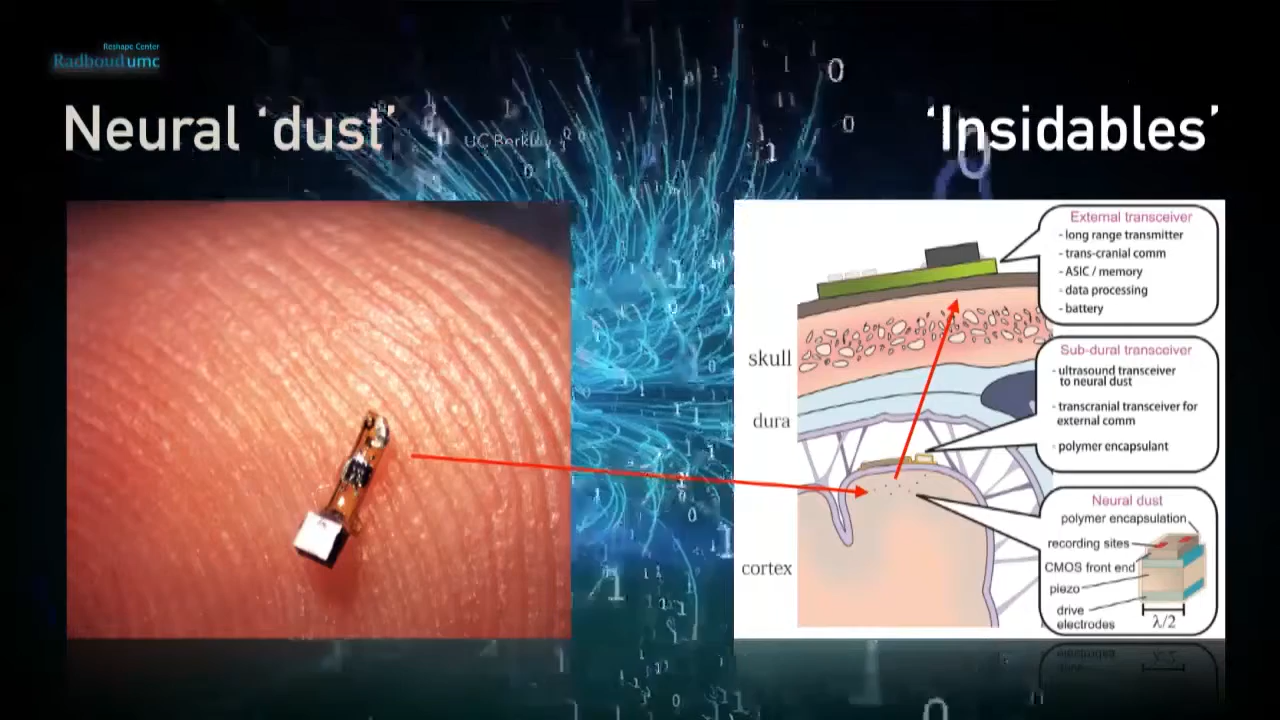 Reshape Center
Radboudumc
Neural ‘dust’
UC Berkeley
‘Insidables’
External transceiver
- long range transmitter
- trans-cranial comm
- ASIC / memory
- data processing
- battery
skull
Sub-dural transceiver
- ultrasound transceiver
to neural dust
- transcranial transceiver for
external comm
- polymer encapsulant
dura
Neural dust
polymer encapsulation
recording sites
CMOS front end
piezo
drive
electrodes
λ/2
cortex